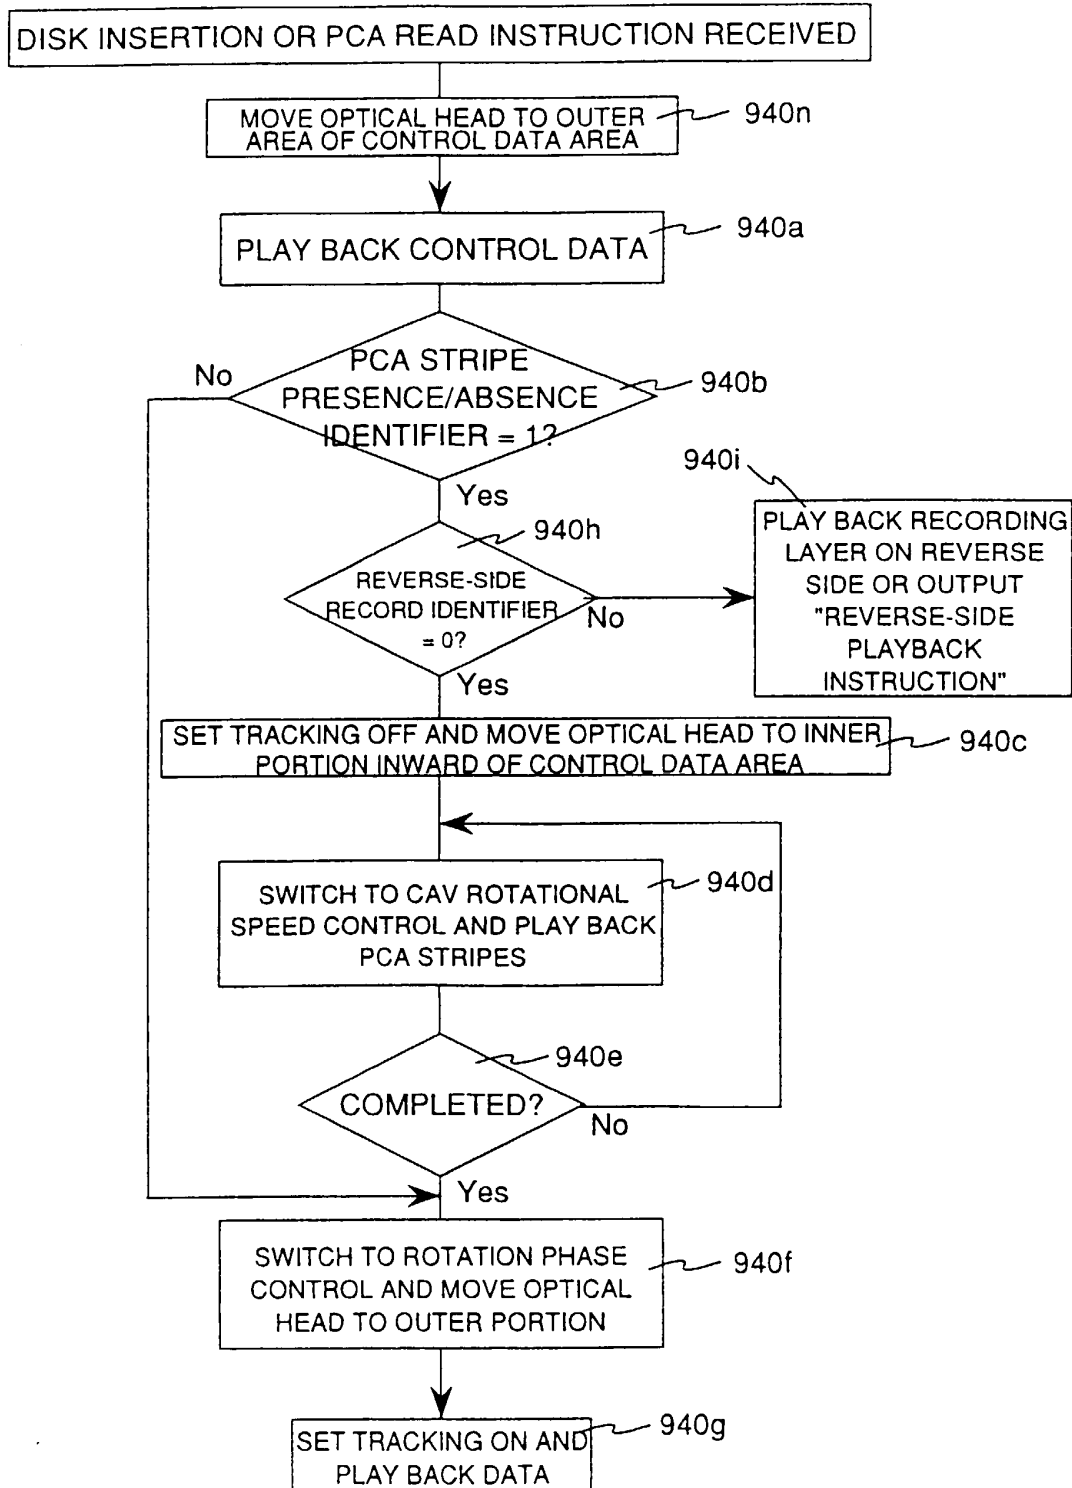 DISK INSERTION OR PCA READ INSTRUCTION RECEIVED
MOVE OPTICAL HEAD TO OUTER
AREA OF CONTROL DATA AREA
940n
PLAY BACK CONTROL DATA
940a
PCA STRIPE
PRESENCE/ABSENCE
IDENTIFIER = 1?
940b
No
Yes
940i
PLAY BACK RECORDING
LAYER ON REVERSE
SIDE OR OUTPUT
"REVERSE-SIDE
PLAYBACK
INSTRUCTION"
940h
REVERSE-SIDE
RECORD IDENTIFIER
= 0?
No
Yes
SET TRACKING OFF AND MOVE OPTICAL HEAD TO INNER
PORTION INWARD OF CONTROL DATA AREA
940c
SWITCH TO CAV ROTATIONAL
SPEED CONTROL AND PLAY BACK
PCA STRIPES
940d
940e
COMPLETED?
No
Yes
SWITCH TO ROTATION PHASE
CONTROL AND MOVE OPTICAL
HEAD TO OUTER PORTION
940f
SET TRACKING ON AND
PLAY BACK DATA
940g